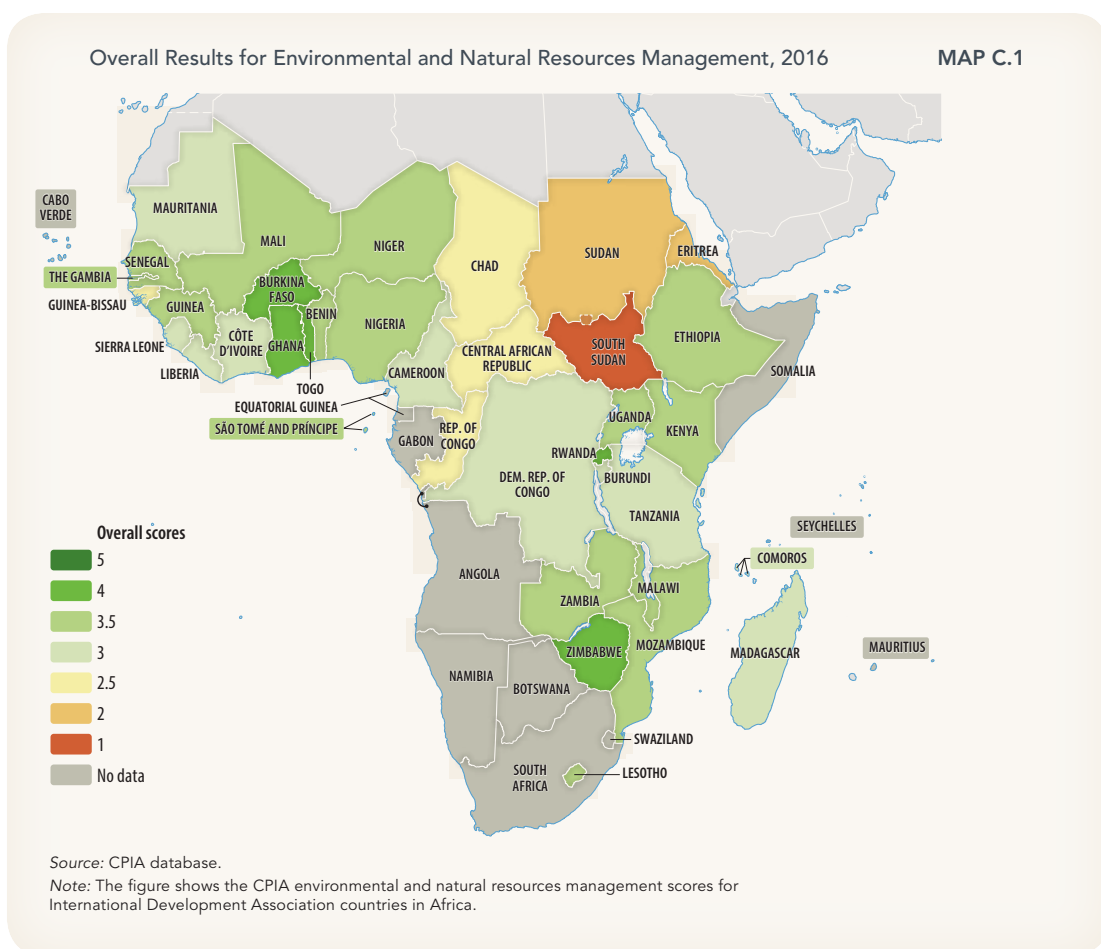 Overall Results for Environmental and Natural Resources Management, 2016
MAP C.1
CABO
VERDE
MAURITANIA
MALI
NIGER
CHAD
SUDAN
ERITREA
SENEGAL
THE GAMBIA
GUINEA-BISSAU
GUINEA
BURKINA
FASO
BENIN
NIGERIA
SIERRA LEONE
LIBERIA
CÔTE
D'IVOIRE
GHANA
TOGO
CAMEROON
CENTRAL AFRICAN
REPUBLIC
SOUTH
SUDAN
ETHIOPIA
SOMALIA
EQUATORIAL GUINEA
SÃO TOMÉ AND PRÍNCIPE
GABON
REP. OF
CONGO
DEM. REP. OF
CONGO
UGANDA
KENYA
RWANDA
BURUNDI
TANZANIA
SEYCHELLES
COMOROS
ANGOLA
ZAMBIA
MALAWI
MOZAMBIQUE
ZIMBABWE
MADAGASCAR
MAURITIUS
NAMIBIA
BOTSWANA
SWAZILAND
SOUTH
AFRICA
LESOTHO
Overall scores
5
4
3.5
3
2.5
2
1
No data
Source: CPIA database.
Note: The figure shows the CPIA environmental and natural resources management scores for
International Development Association countries in Africa.